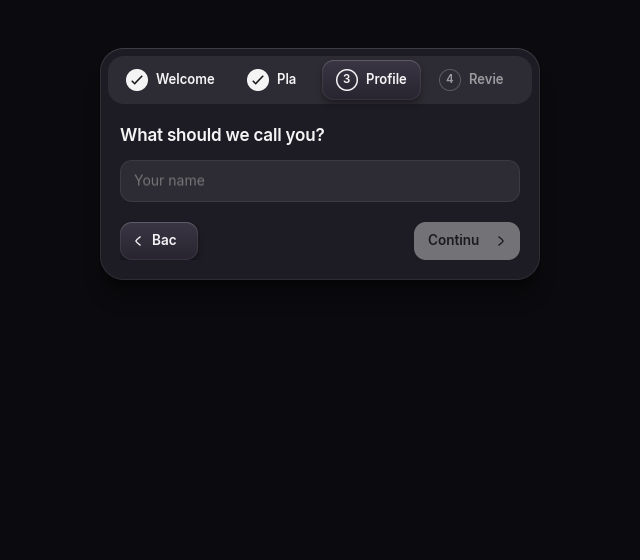 Welcome
Pla
3 Profile
4 Revie
What should we call you?
Your name
Bac
Continu